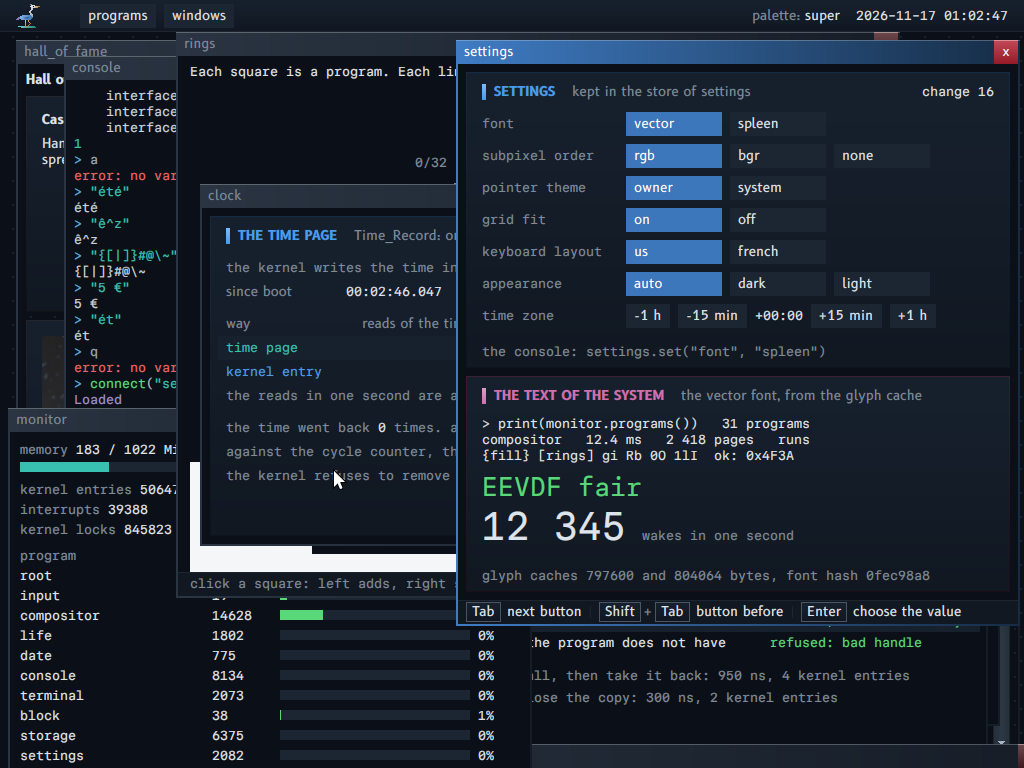 programs windows palette: super 2026-11-17 01:02:47
hall_of_fame
Hall o
Cas
Han
spre
console
interface
interface
interface
1
> a
error: no var
> "été"
été
> "ê^z"
ê^z
> "{[|]}#@\~"
{[|]}#@\~
> "5 €"
5 €
> "ét"
ét
> q
error: no var
> connect("se
Loaded
rings
Each square is a program. Each lin
0/32
click a square: left adds, right
clock
THE TIME PAGE Time_Record: or
the kernel writes the time in
since boot 00:02:46.047
way reads of the tim
time page
kernel entry
the reads in one second are a
the time went back 0 times. a
against the cycle counter, th
the kernel refuses to remove
settings x
SETTINGS kept in the store of settings change 16
font vector spleen
subpixel order rgb bgr none
pointer theme owner system
grid fit on off
keyboard layout us french
appearance auto dark light
time zone -1 h -15 min +00:00 +15 min +1 h
the console: settings.set("font", "spleen")
THE TEXT OF THE SYSTEM the vector font, from the glyph cache
> print(monitor.programs()) 31 programs
compositor 12.4 ms 2 418 pages runs
{fill} [rings] gi Rb 0O 1lI ok: 0x4F3A
EEVDF fair
12 345 wakes in one second
glyph caches 797600 and 804064 bytes, font hash 0fec98a8
Tab next button Shift + Tab button before Enter choose the value
monitor
memory 183 / 1022 Mi
kernel entries 50647
interrupts 39388
kernel locks 845823
program
root
input
compositor 14628
life 1802 0%
date 775 0%
console 8134 0%
terminal 2073 0%
block 38 1%
storage 6375 0%
settings 2082 0%
the program does not have refused: bad handle
all, then take it back: 950 ns, 4 kernel entries
lose the copy: 300 ns, 2 kernel entries